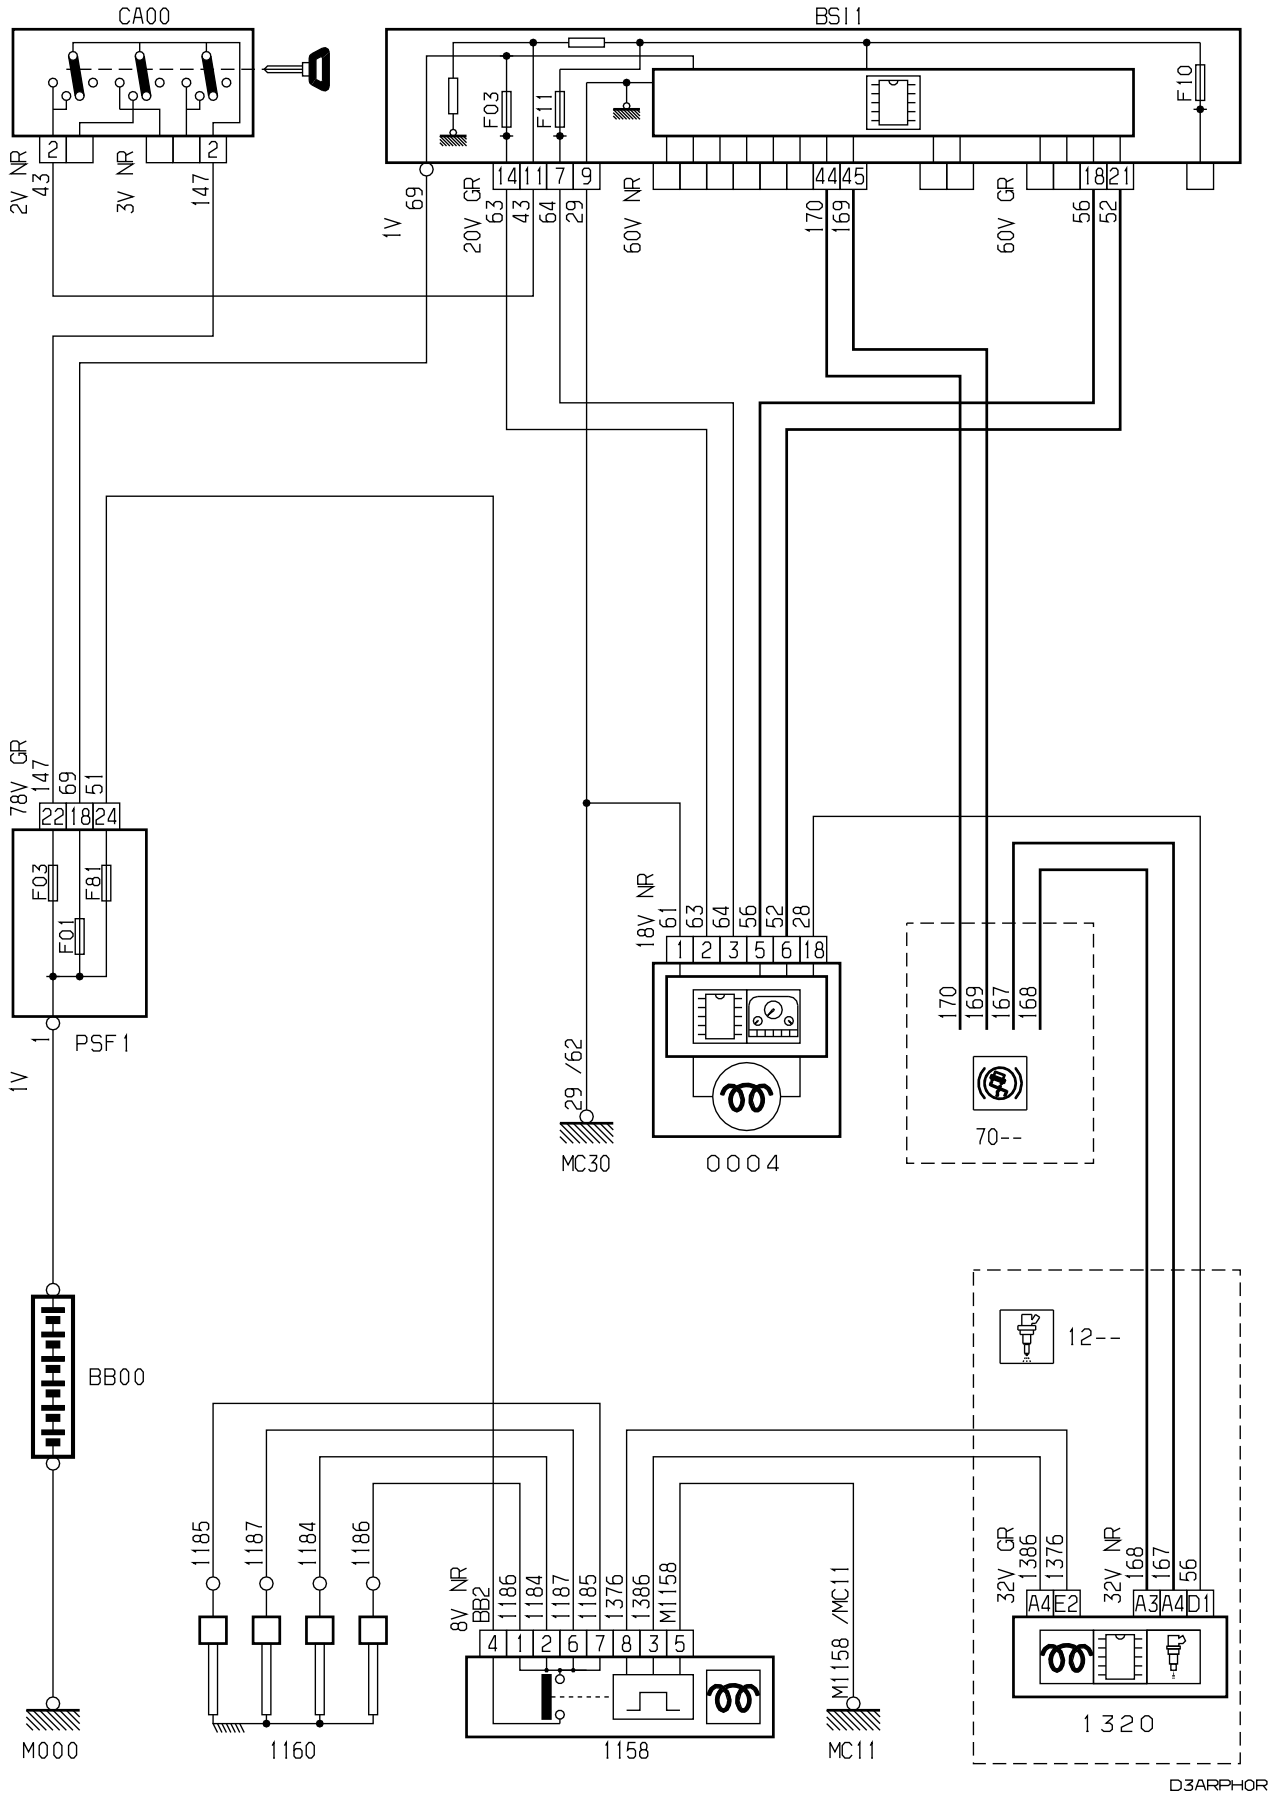 CA00
BSI1
F03
F11
F10
2
2
14 11 7 9
44 45
18 21
2V NR
43
3V NR
147
1V
69
20V GR
63
43
64
29
60V NR
170
169
60V GR
56
52
78V GR
147
69
51
22 18 24
F03
F01
F81
1
PSF1
1V
18V NR
61
63
64
56
52
28
1 2 3 5 6 18
170
169
167
168
29 /62
MC30
0004
70--
12--
BB00
1185
1187
1184
1186
8V NR
BB2
1186
1184
1187
1185
1376
1386
M1158
4 1 2 6 7 8 3 5
M1158 /MC11
32V GR
1386
1376
32V NR
168
167
56
A4 E2
A3 A4 D1
1320
M000
1160
1158
MC11
D3ARPHOR